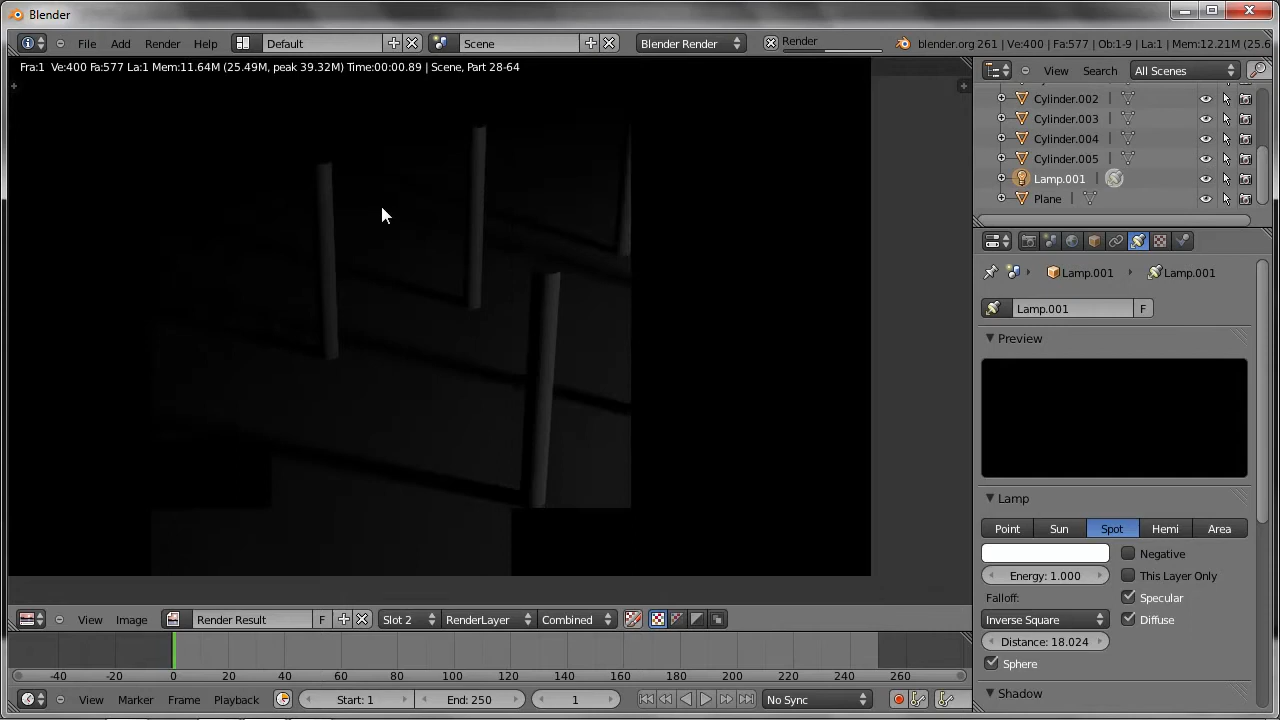 Blender
File Add Render Help Default Scene Blender Render Render blender.org 261 | Ve:400 Fa:577 | Ob:1-9 | La:1 | Mem:12.21M (25.6
Fra:1 Ve:400 Fa:577 La:1 Mem:11.64M (25.49M, peak 39.32M) Time:00:00.89 | Scene, Part 28-64
View Search All Scenes
Cylinder.002
Cylinder.003
Cylinder.004
Cylinder.005
Lamp.001
Plane
Lamp.001 Lamp.001
Lamp.001 F
Preview
Lamp
Point Sun Spot Hemi Area
Negative
Energy: 1.000 This Layer Only
Falloff: Specular
Inverse Square Diffuse
Distance: 18.024
Sphere
Shadow
View Image Render Result F Slot 2 RenderLayer Combined
-40 -20 0 20 40 60 80 100 120 140 160 180 200 220 240 260
View Marker Frame Playback Start: 1 End: 250 1 No Sync